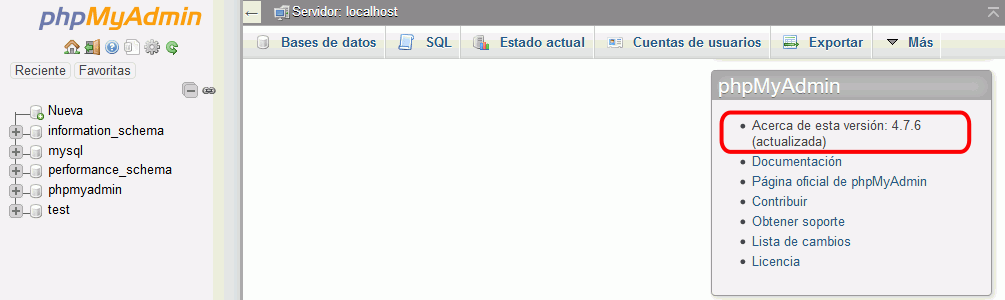 phpMyAdmin
Reciente Favoritas
Nueva
information_schema
mysql
performance_schema
phpmyadmin
test
Servidor: localhost
Bases de datos SQL Estado actual Cuentas de usuarios Exportar Más
phpMyAdmin
Acerca de esta versión: 4.7.6
(actualizada)
Documentación
Página oficial de phpMyAdmin
Contribuir
Obtener soporte
Lista de cambios
Licencia